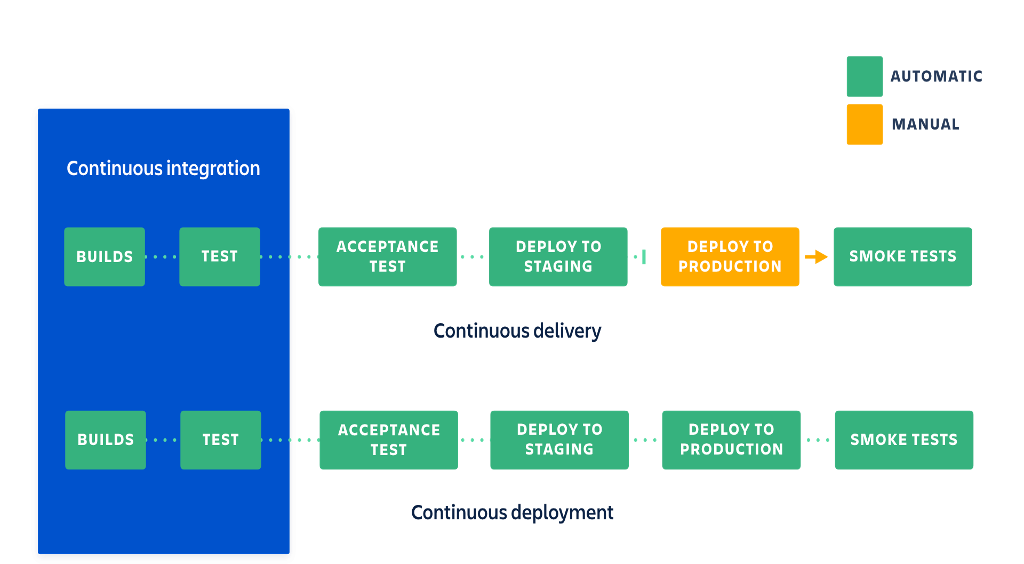 AUTOMATIC
MANUAL
Continuous integration
BUILDS
TEST
ACCEPTANCE
TEST
DEPLOY TO
STAGING
DEPLOY TO
PRODUCTION
SMOKE TESTS
Continuous delivery
BUILDS
TEST
ACCEPTANCE
TEST
DEPLOY TO
STAGING
DEPLOY TO
PRODUCTION
SMOKE TESTS
Continuous deployment